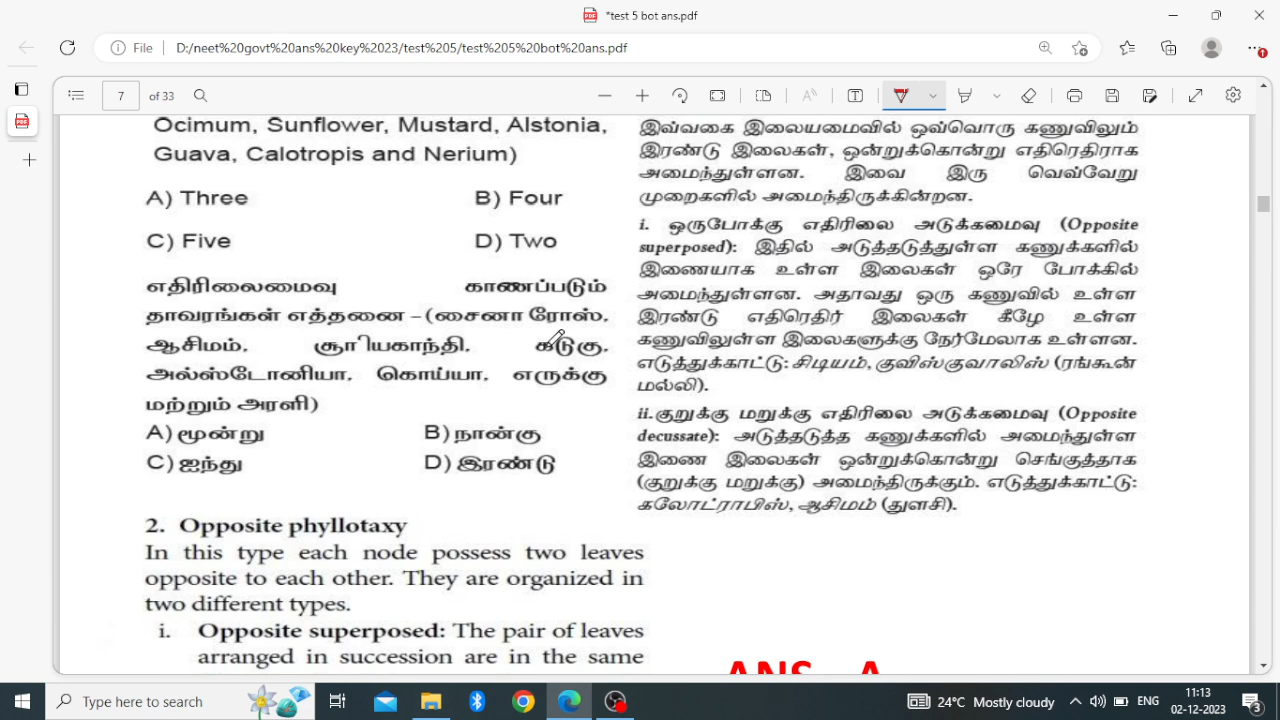 *test 5 bot ans.pdf
File
D:/neet%20govt%20ans%20key%2023/test%205/test%205%20bot%20ans.pdf
7 of 33
Ocimum, Sunflower, Mustard, Alstonia,
Guava, Calotropis and Nerium)
A) Three B) Four
C) Five D) Two
எதிரிலைமைவு காணப்படும்
தாவரங்கள் எத்தனை –(சைனா ரோஸ்,
ஆசிமம், சூாியகாந்தி, கடுகு,
அல்ஸ்டோனியா, கொய்யா, எருக்கு
மற்றும் அரளி)
A) மூன்று B) நான்கு
C) ஐந்து D) இரண்டு
2. Opposite phyllotaxy
In this type each node possess two leaves
opposite to each other. They are organized in
two different types.
i. Opposite superposed: The pair of leaves
arranged in succession are in the same
இவ்வகை இலையமைவில் ஒவ்வொரு கணுவிலும்
இரண்டு இலைகள், ஒன்றுக்கொன்று எதிரெதிராக
அமைந்துள்ளன. இவை இரு வெவ்வேறு
முறைகளில் அமைந்திருக்கின்றன.
i. ஒருபோக்கு எதிரிலை அடுக்கமைவு (Opposite
superposed): இதில் அடுத்தடுத்துள்ள கணுக்களில்
இணையாக உள்ள இலைகள் ஒரே போக்கில்
அமைந்துள்ளன. அதாவது ஒரு கணுவில் உள்ள
இரண்டு எதிரெதிர் இலைகள் கீழே உள்ள
கணுவிலுள்ள இலைகளுக்கு நேர்மேலாக உள்ளன.
எடுத்துக்காட்டு: சிடியம், குவிஸ்குவாலிஸ் (ரங்கூன்
மல்லி).
ii.குறுக்கு மறுக்கு எதிரிலை அடுக்கமைவு (Opposite
decussate): அடுத்தடுத்த கணுக்களில் அமைந்துள்ள
இணை இலைகள் ஒன்றுக்கொன்று செங்குத்தாக
(குறுக்கு மறுக்கு) அமைந்திருக்கும். எடுத்துக்காட்டு:
கலோட்ராபிஸ், ஆசிமம் (துளசி).
ANS - A
Type here to search
24°C Mostly cloudy
ENG
11:13
02-12-2023
3